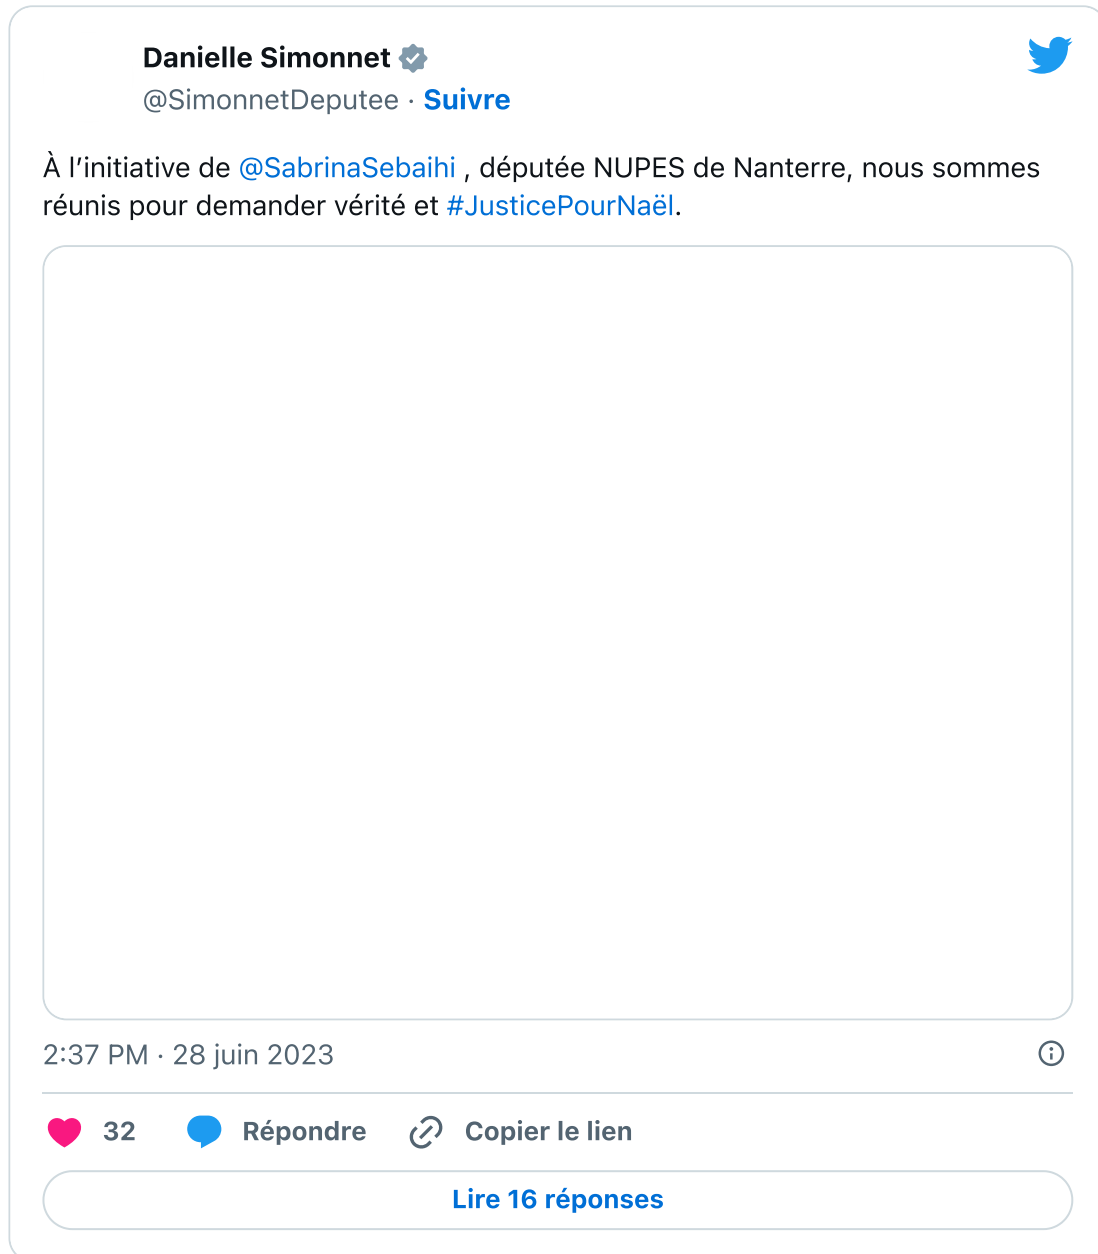 Danielle Simonnet
@SimonnetDeputee · Suivre
À l’initiative de @SabrinaSebaihi , députée NUPES de Nanterre, nous sommes
réunis pour demander vérité et #JusticePourNaël.
2:37 PM · 28 juin 2023
32 Répondre Copier le lien
Lire 16 réponses